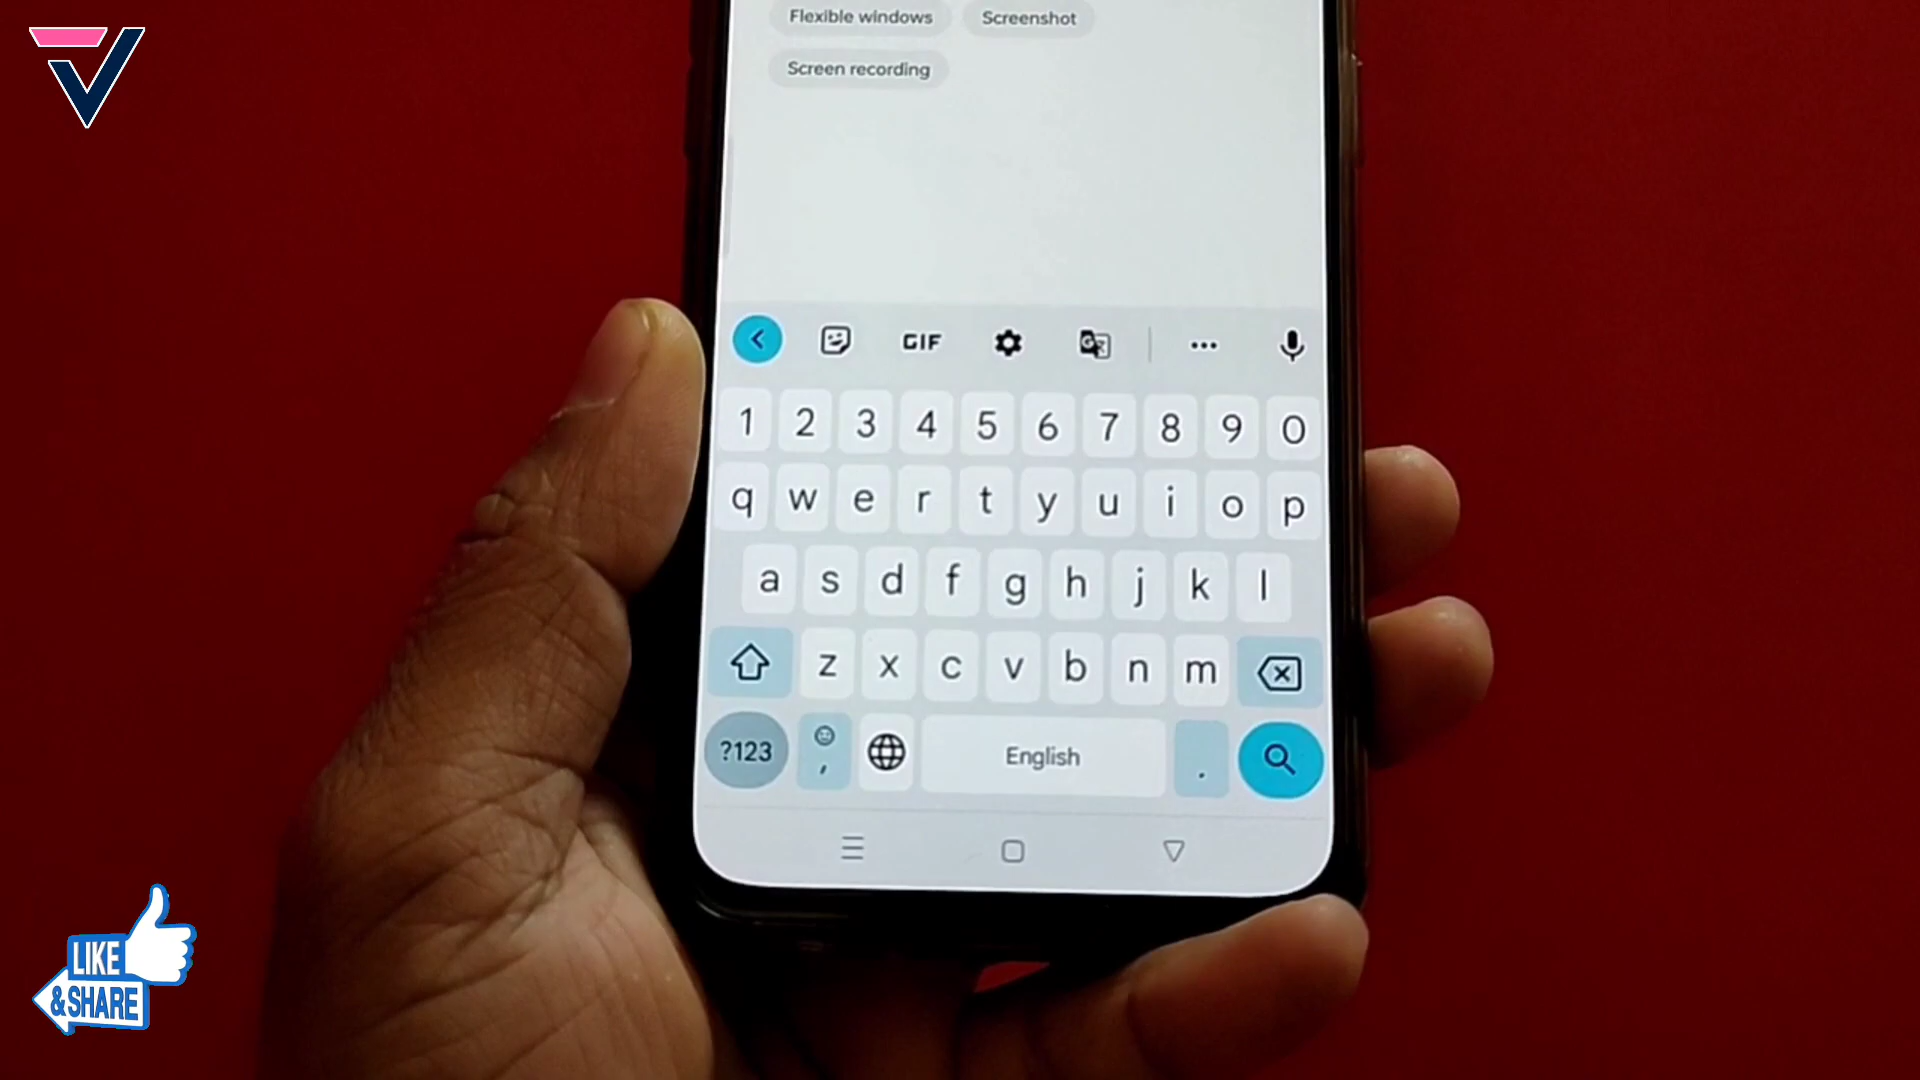 Flexible windows Screenshot
Screen recording
GIF
1 2 3 4 5 6 7 8 9 0
q w e r t y u i o p
a s d f g h j k l
z x c v b n m
?123 , English .
LIKE
&SHARE